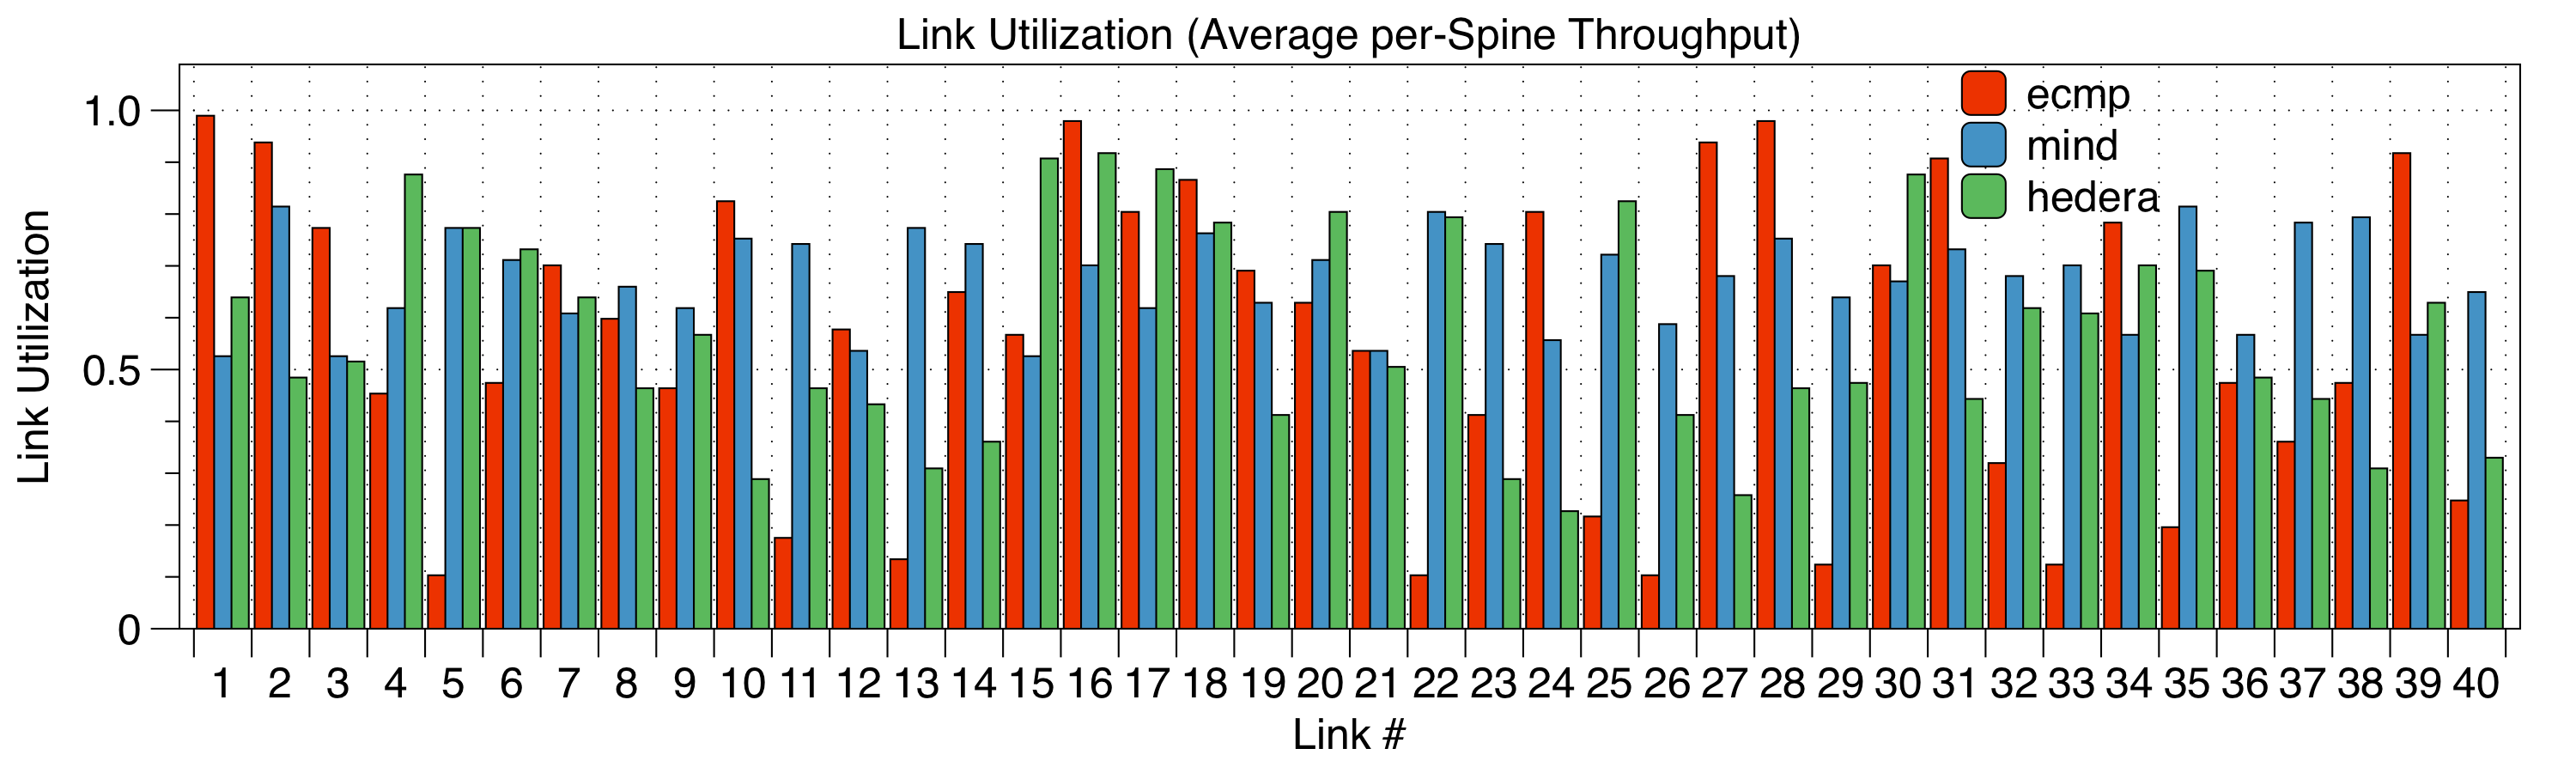 Link Utilization (Average per-Spine Throughput)
ecmp
mind
hedera
1.0
0.5
0
Link Utilization
1 2 3 4 5 6 7 8 9 10 11 12 13 14 15 16 17 18 19 20 21 22 23 24 25 26 27 28 29 30 31 32 33 34 35 36 37 38 39 40
Link #